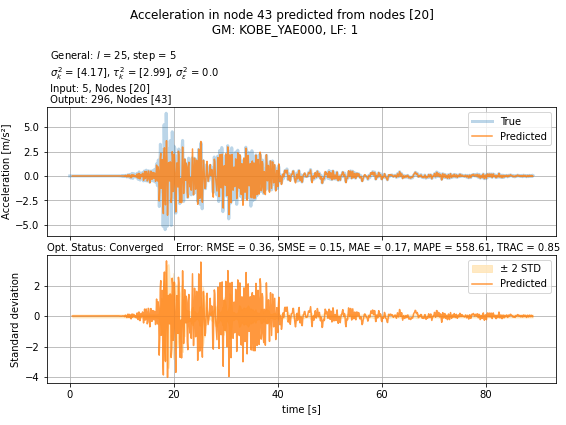 Acceleration in node 43 predicted from nodes [20]
GM: KOBE_YAE000, LF: 1
General: l = 25, step = 5
σ²ₖ = [4.17], τ²ₖ = [2.99], σ²ε = 0.0
Input: 5, Nodes [20]
Output: 296, Nodes [43]
Acceleration [m/s²]
5.0
2.5
0.0
−2.5
−5.0
True
Predicted
Opt. Status: Converged Error: RMSE = 0.36, SMSE = 0.15, MAE = 0.17, MAPE = 558.61, TRAC = 0.85
Standard deviation
2
0
−2
−4
± 2 STD
Predicted
0 20 40 60 80
time [s]